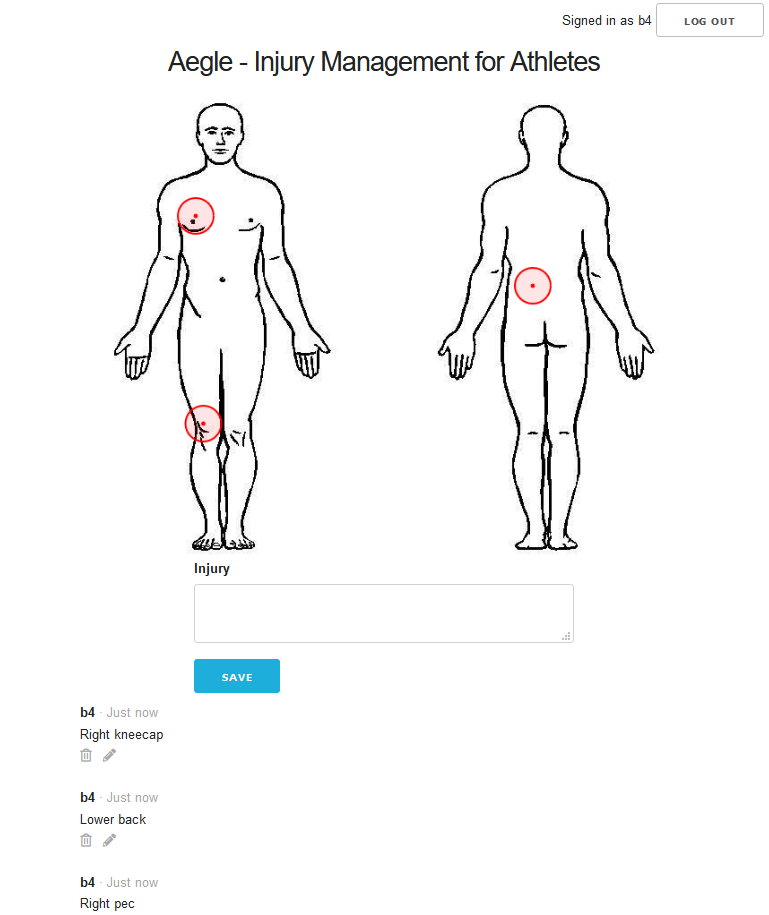 Signed in as b4 LOG OUT
Aegle - Injury Management for Athletes
Injury
SAVE
b4 · Just now
Right kneecap
b4 · Just now
Lower back
b4 · Just now
Right pec